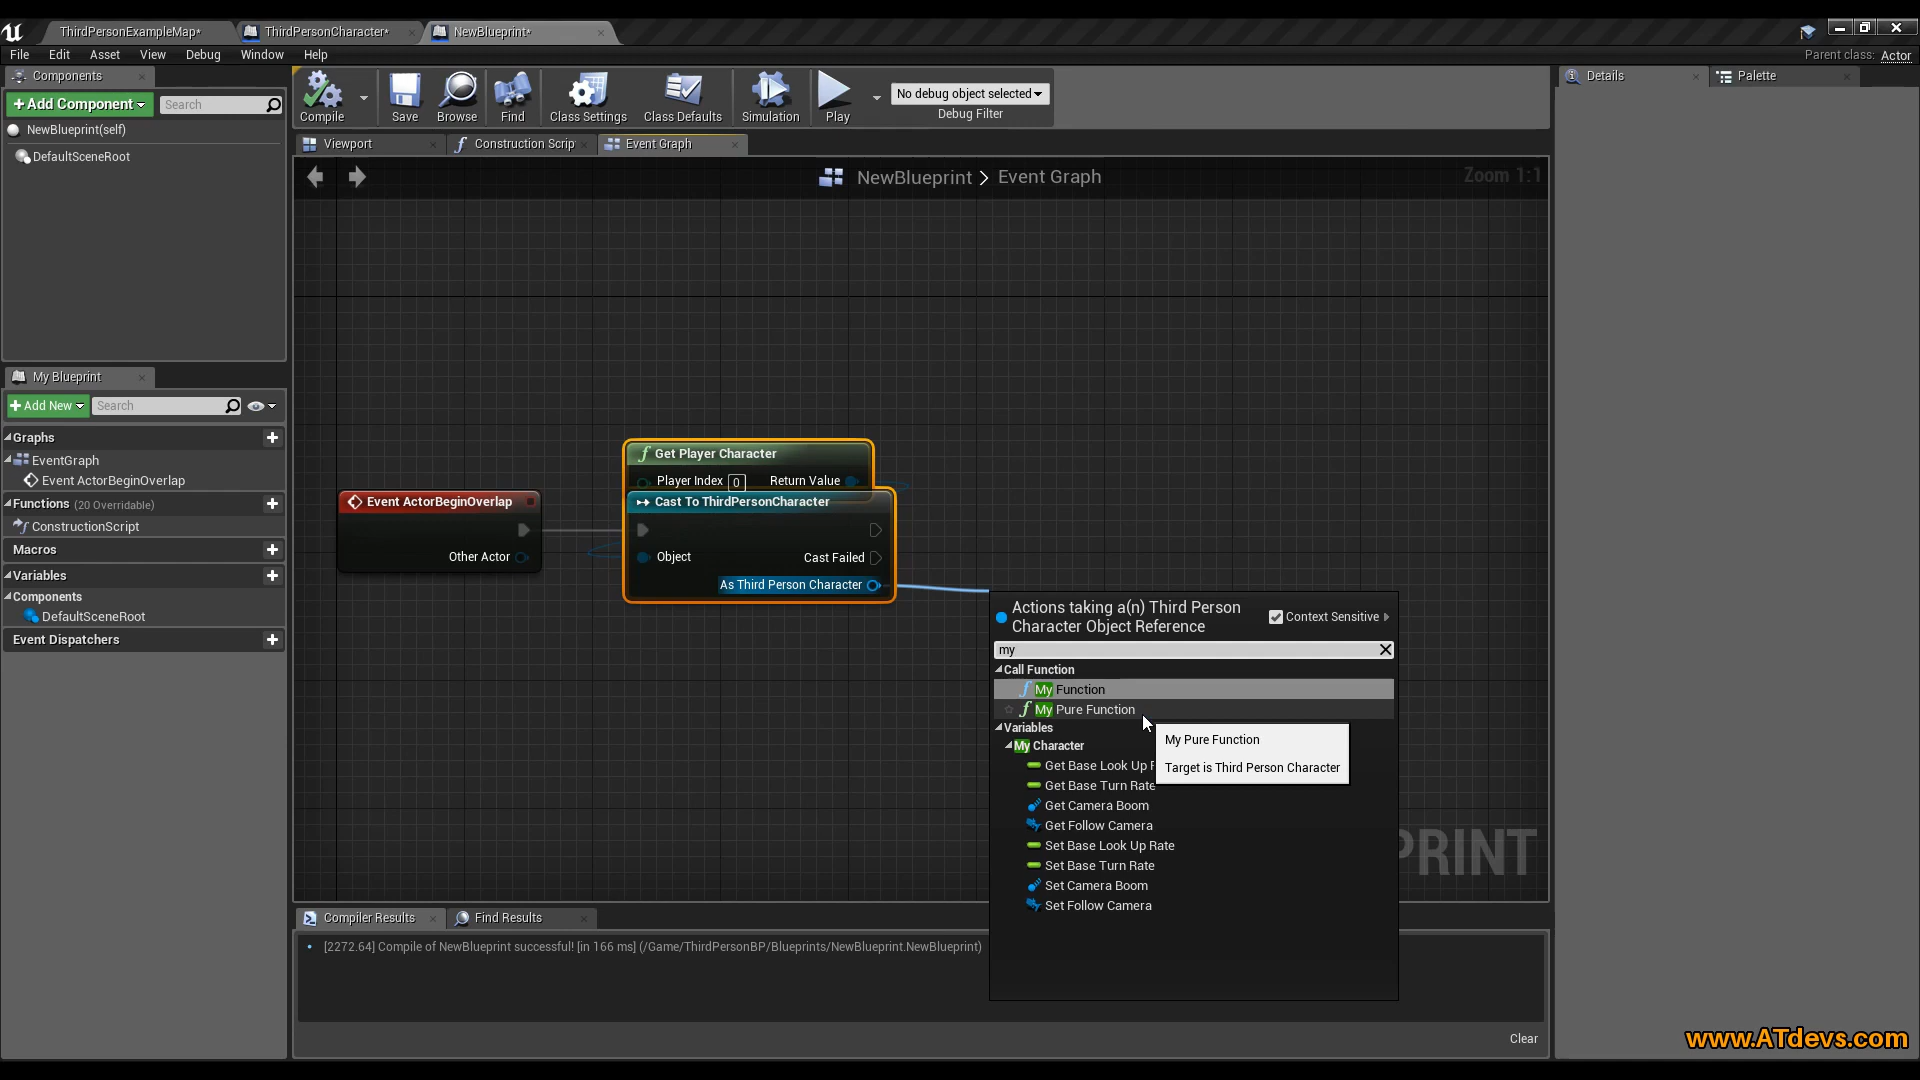 ThirdPersonExampleMap*
ThirdPersonCharacter*
NewBlueprint*
File Edit Asset View Debug Window Help
Parent class: Actor
Components
+ Add Component
Search
NewBlueprint(self)
DefaultSceneRoot
Compile
Save
Browse
Find
Class Settings
Class Defaults
Simulation
Play
No debug object selected
Debug Filter
Details
Palette
Viewport
Construction Scrip
Event Graph
NewBlueprint > Event Graph
Zoom 1:1
My Blueprint
+ Add New
Search
Graphs
EventGraph
Event ActorBeginOverlap
Functions (20 Overridable)
ConstructionScript
Macros
Variables
Components
DefaultSceneRoot
Event Dispatchers
Event ActorBeginOverlap
Other Actor
Get Player Character
Player Index 0 Return Value
Cast To ThirdPersonCharacter
Object
Cast Failed
As Third Person Character
Actions taking a(n) Third Person
Character Object Reference
Context Sensitive
my
Call Function
My Function
My Pure Function
Variables
My Character
Get Base Look Up
Get Base Turn Rate
Get Camera Boom
Get Follow Camera
Set Base Look Up Rate
Set Base Turn Rate
Set Camera Boom
Set Follow Camera
My Pure Function
Target is Third Person Character
PRINT
Compiler Results
Find Results
[2272.64] Compile of NewBlueprint successful! [in 166 ms] (/Game/ThirdPersonBP/Blueprints/NewBlueprint.NewBlueprint)
Clear
www.ATdevs.com